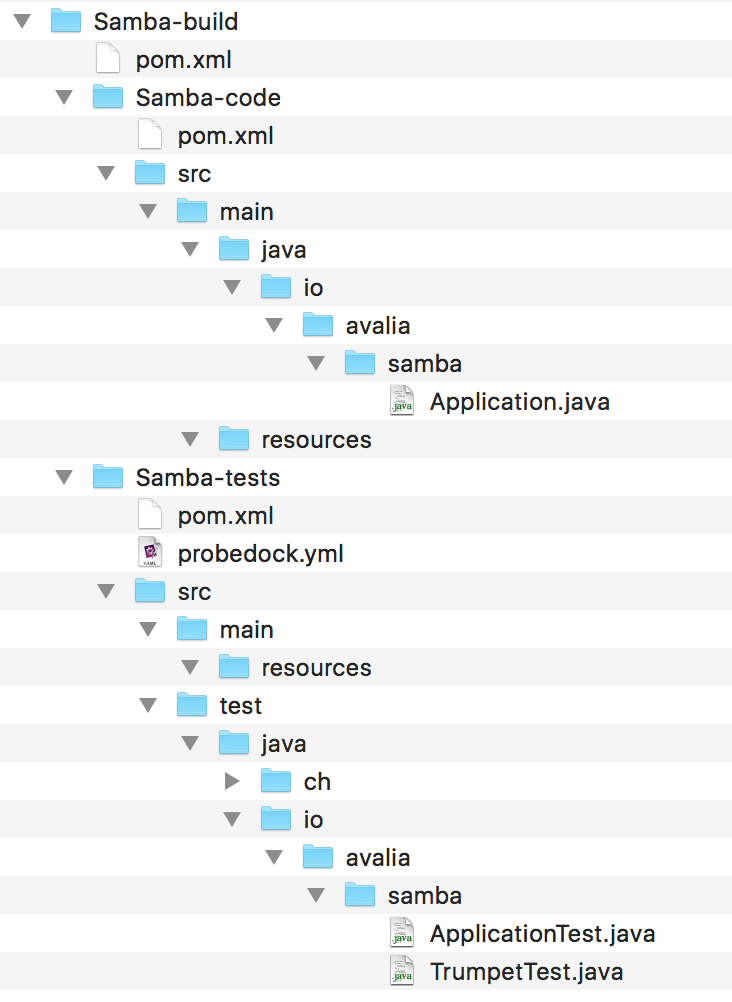 Samba-build
pom.xml
Samba-code
pom.xml
src
main
java
io
avalia
samba
Application.java
resources
Samba-tests
pom.xml
probedock.yml
src
main
resources
test
java
ch
io
avalia
samba
ApplicationTest.java
TrumpetTest.java